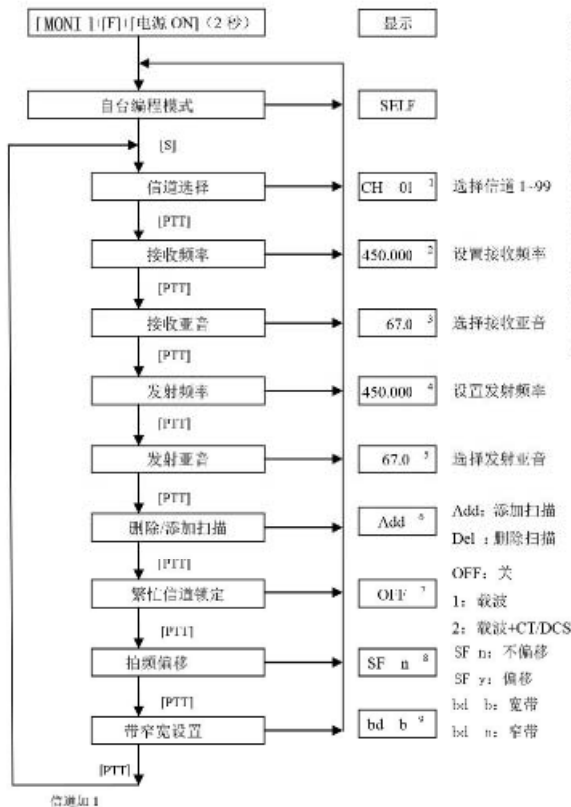 [MONI]+[F]+[电源 ON]（2 秒） 显示
自台编程模式 SELF
[S]
信道选择 CH 01 1 选择信道 1~99
[PTT]
接收频率 450.000 2 设置接收频率
[PTT]
接收亚音 67.0 3 选择接收亚音
[PTT]
发射频率 450.000 4 设置发射频率
[PTT]
发射亚音 67.0 5 选择发射亚音
[PTT]
删除/添加扫描 Add 6 Add：添加扫描
Del：删除扫描
[PTT]
繁忙信道锁定 OFF 7 OFF：关
1：载波
2：载波+CT/DCS
[PTT]
拍频偏移 SF n 8 SF n：不偏移
SF y：偏移
[PTT]
带窄宽设置 bd b 9 bd b：宽带
bd n：窄带
[PTT]
信道加 1